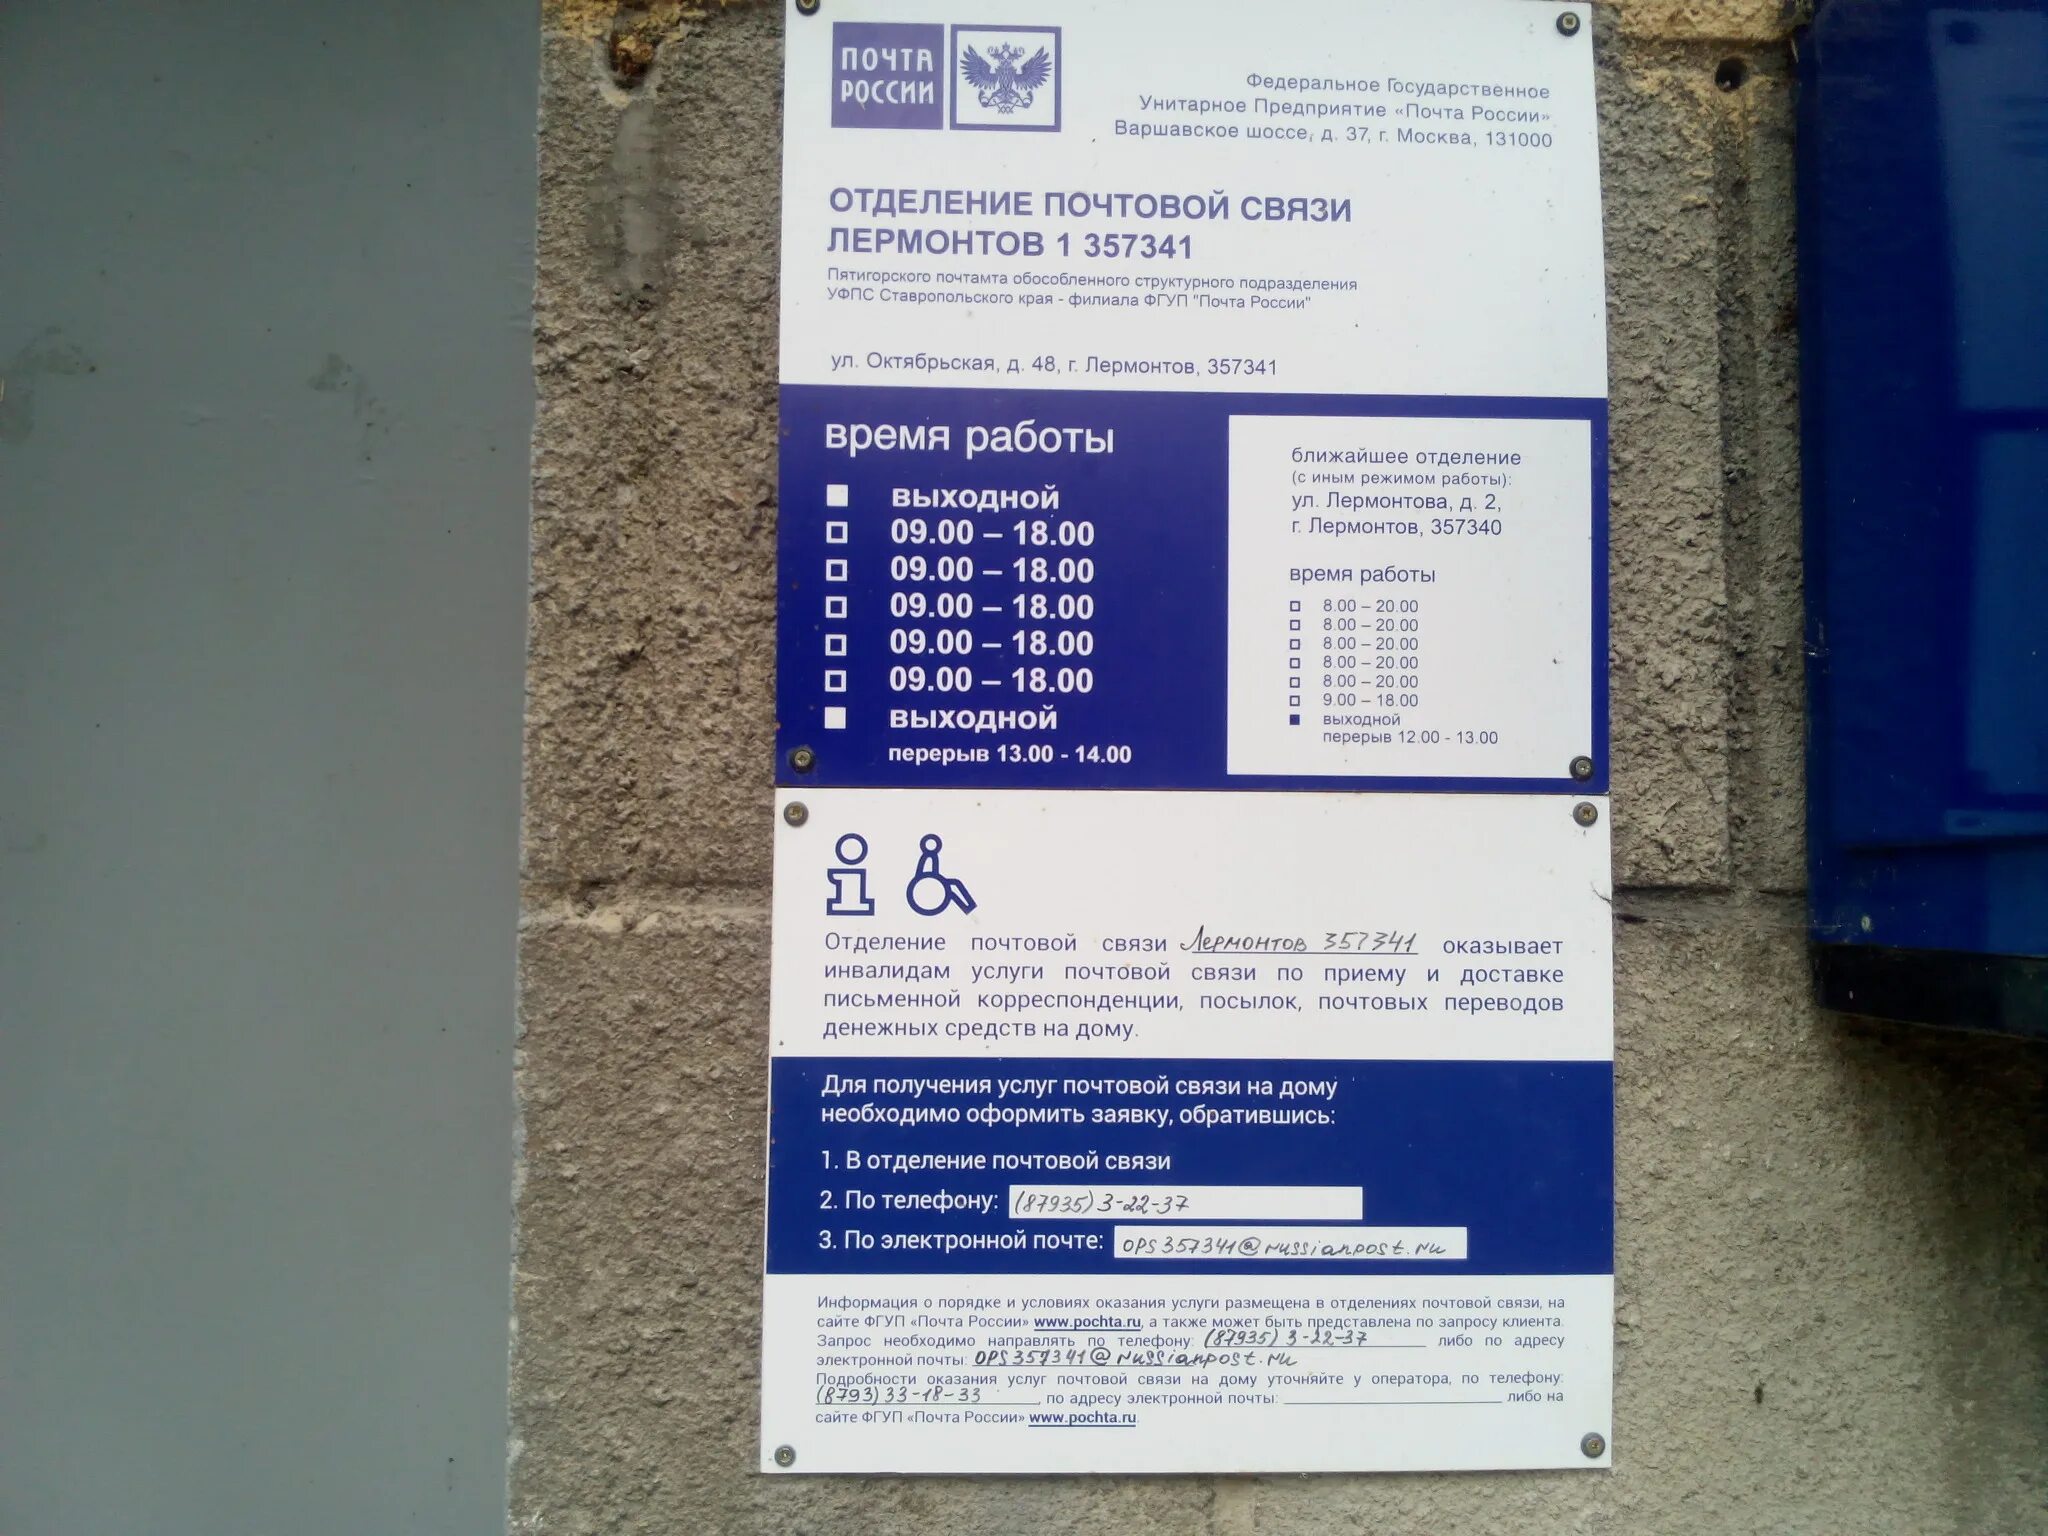 ПОЧТА
РОССИИ
Федеральное Государственное
Унитарное Предприятие «Почта России»
Варшавское шоссе, д. 37, г. Москва, 131000
ОТДЕЛЕНИЕ ПОЧТОВОЙ СВЯЗИ
ЛЕРМОНТОВ 1 357341
Пятигорского почтамта обособленного структурного подразделения
УФПС Ставропольского края - филиала ФГУП "Почта России"
ул. Октябрьская, д. 48, г. Лермонтов, 357341
время работы
выходной
09.00 – 18.00
09.00 – 18.00
09.00 – 18.00
09.00 – 18.00
09.00 – 18.00
выходной
перерыв 13.00 - 14.00
ближайшее отделение
(с иным режимом работы):
ул. Лермонтова, д. 2,
г. Лермонтов, 357340
время работы
8.00 – 20.00
8.00 – 20.00
8.00 – 20.00
8.00 – 20.00
8.00 – 20.00
9.00 – 18.00
выходной
перерыв 12.00 - 13.00
Отделение почтовой связи Лермонтов 357341 оказывает
инвалидам услуги почтовой связи по приему и доставке
письменной корреспонденции, посылок, почтовых переводов
денежных средств на дому.
Для получения услуг почтовой связи на дому
необходимо оформить заявку, обратившись:
1. В отделение почтовой связи
2. По телефону: (87935) 3-22-37
3. По электронной почте: OPS357341@russianpost.ru
Информация о порядке и условиях оказания услуги размещена в отделениях почтовой связи, на
сайте ФГУП «Почта России» www.pochta.ru, а также может быть представлена по запросу клиента.
Запрос необходимо направлять по телефону: (87935) 3-22-37 либо по адресу
электронной почты: OPS357341@russianpost.ru
Подробности оказания услуг почтовой связи на дому уточняйте у оператора, по телефону:
(8793) 33-18-33, по адресу электронной почты: либо на
сайте ФГУП «Почта России» www.pochta.ru.